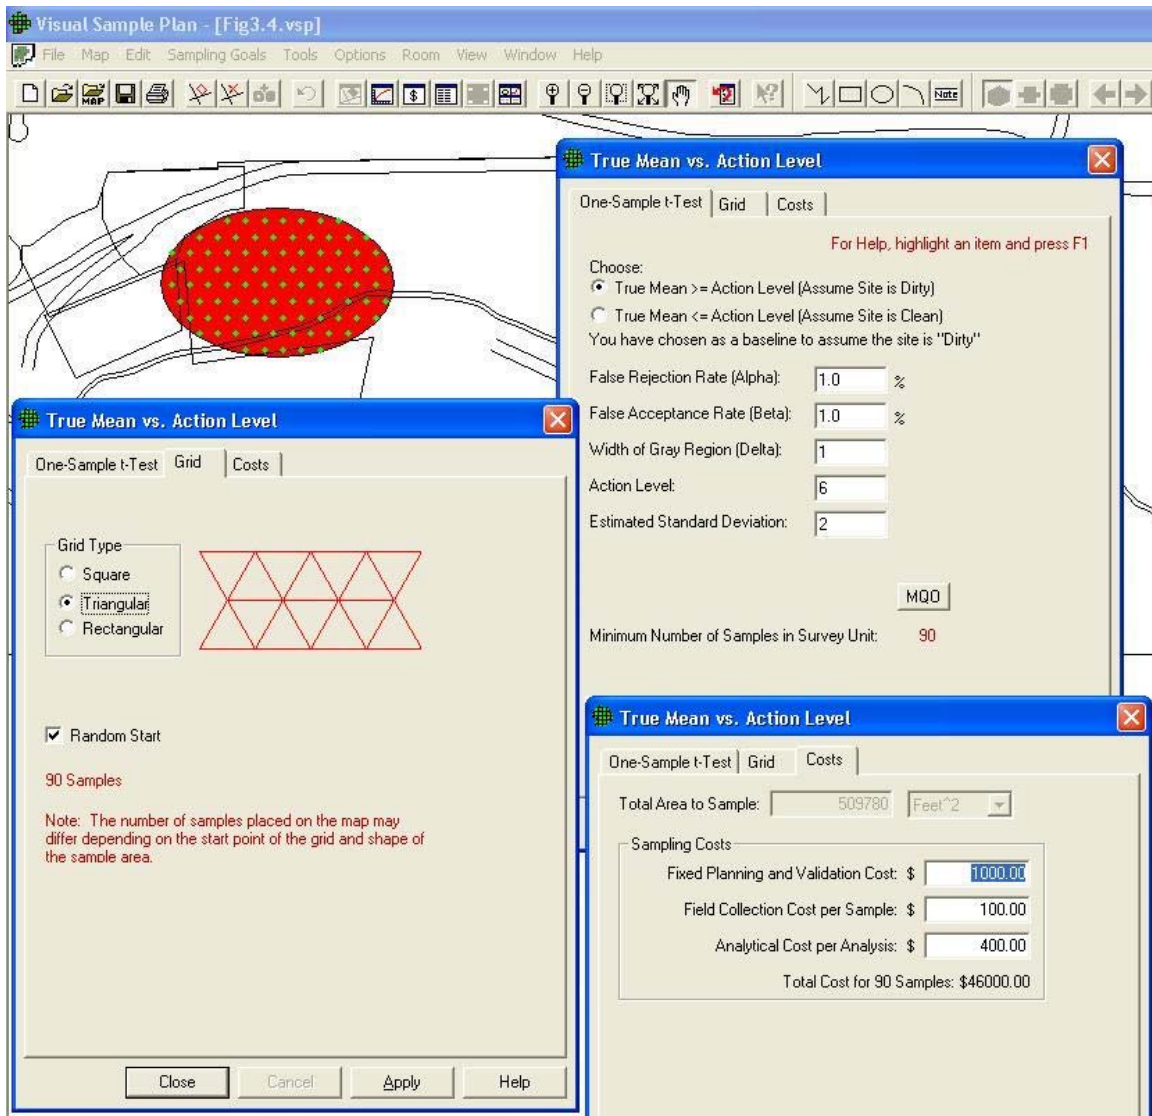 Visual Sample Plan - [Fig3.4.vsp]
File Map Edit Sampling Goals Tools Options Room View Window Help
MAP
$
Note
True Mean vs. Action Level
One-Sample t-Test Grid Costs
For Help, highlight an item and press F1
Choose:
True Mean >= Action Level (Assume Site is Dirty)
True Mean <= Action Level (Assume Site is Clean)
You have chosen as a baseline to assume the site is "Dirty"
False Rejection Rate (Alpha): 1.0 %
False Acceptance Rate (Beta): 1.0 %
Width of Gray Region (Delta): 1
Action Level: 6
Estimated Standard Deviation: 2
MQO
Minimum Number of Samples in Survey Unit: 90
True Mean vs. Action Level
One-Sample t-Test Grid Costs
Grid Type
Square
Triangular
Rectangular
Random Start
90 Samples
Note: The number of samples placed on the map may
differ depending on the start point of the grid and shape of
the sample area.
Close Cancel Apply Help
True Mean vs. Action Level
One-Sample t-Test Grid Costs
Total Area to Sample: 509780 Feet^2
Sampling Costs
Fixed Planning and Validation Cost: $ 1000.00
Field Collection Cost per Sample: $ 100.00
Analytical Cost per Analysis: $ 400.00
Total Cost for 90 Samples: $46000.00